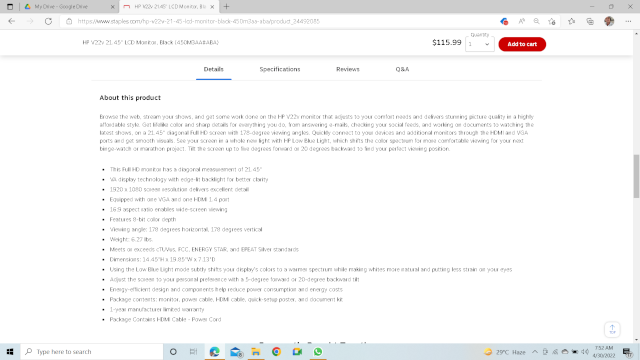 My Drive - Google Drive
HP V22v 21.45" LCD Monitor, Bl
https://www.staples.com/hp-v22v-21-45-lcd-monitor-black-450m3aa-aba/product_24492085
HP V22v 21.45" LCD Monitor, Black (450M3AA#ABA)
$115.99
Quantity
1
Add to cart
Details
Specifications
Reviews
Q&A
About this product
Browse the web, stream your shows, and get some work done on the HP V22v monitor that adjusts to your comfort needs and delivers stunning picture quality in a highly
affordable style. Get lifelike color and sharp details for everything you do, from answering e-mails, checking your social feeds, and working on documents to watching the
latest shows, on a 21.45" diagonal Full HD screen with 178-degree viewing angles. Quickly connect to your devices and additional monitors through the HDMI and VGA
ports and get smooth visuals. See your screen in a whole new light with HP Low Blue Light, which shifts the color spectrum for more comfortable viewing for your next
binge-watch or marathon project. Tilt the screen up to five degrees forward or 20 degrees backward to find your perfect viewing position.
• This Full HD monitor has a diagonal measurement of 21.45"
• VA display technology with edge-lit backlight for better clarity
• 1920 x 1080 screen resolution delivers excellent detail
• Equipped with one VGA and one HDMI 1.4 port
• 16:9 aspect ratio enables wide-screen viewing
• Features 8-bit color depth
• Viewing angle: 178 degrees horizontal, 178 degrees vertical
• Weight: 6.27 lbs.
• Meets or exceeds cTUVus, FCC, ENERGY STAR, and EPEAT Silver standards
• Dimensions: 14.45"H x 19.85"W x 7.13"D
• Using the Low Blue Light mode subtly shifts your display's colors to a warmer spectrum while making whites more natural and putting less strain on your eyes
• Adjust the screen to your personal preference with a 5-degree forward or 20-degree backward tilt
• Energy-efficient design and components help reduce power consumption and energy costs
• Package contents: monitor, power cable, HDMI cable, quick-setup poster, and document kit
• 1-year manufacturer limited warranty
• Package Contains HDMI Cable - Power Cord
Type here to search
29°C Haze
7:52 AM
4/30/2022